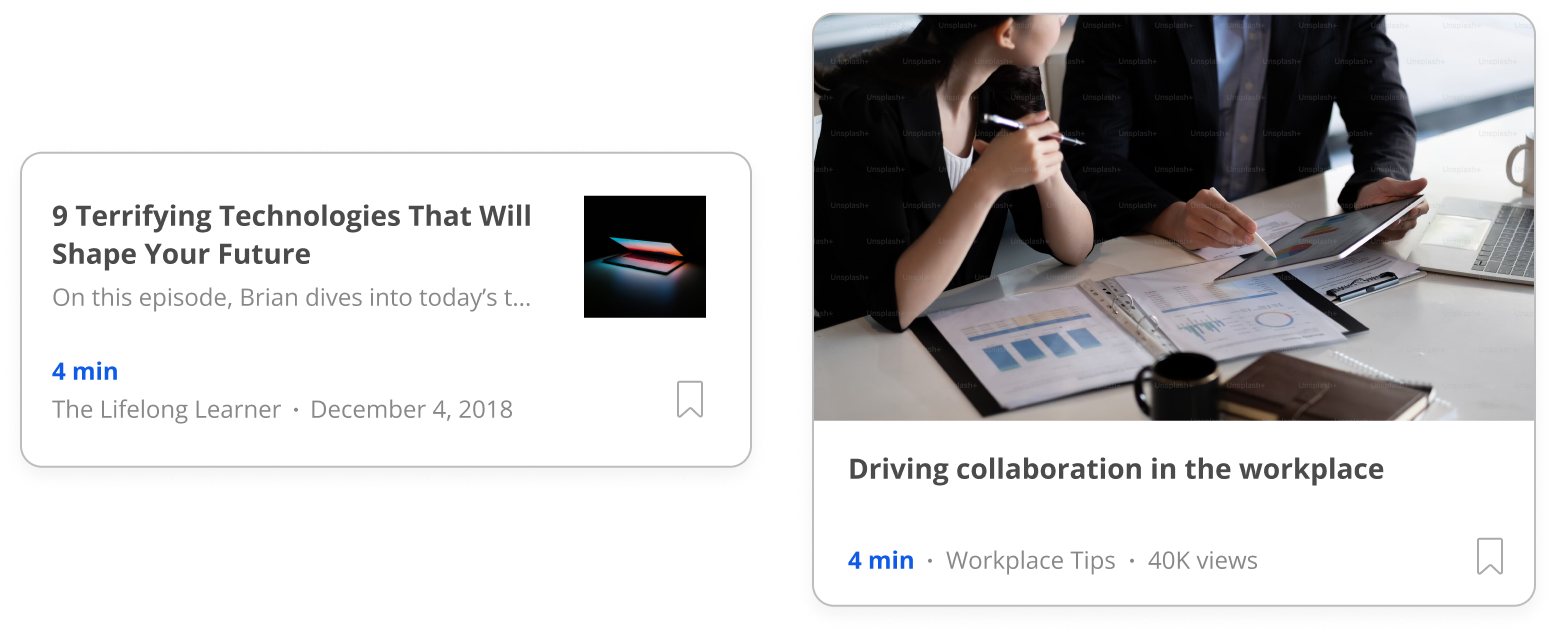 9 Terrifying Technologies That Will
Shape Your Future
On this episode, Brian dives into today’s t...
4 min
The Lifelong Learner · December 4, 2018
Unsplash+
Driving collaboration in the workplace
4 min · Workplace Tips · 40K views